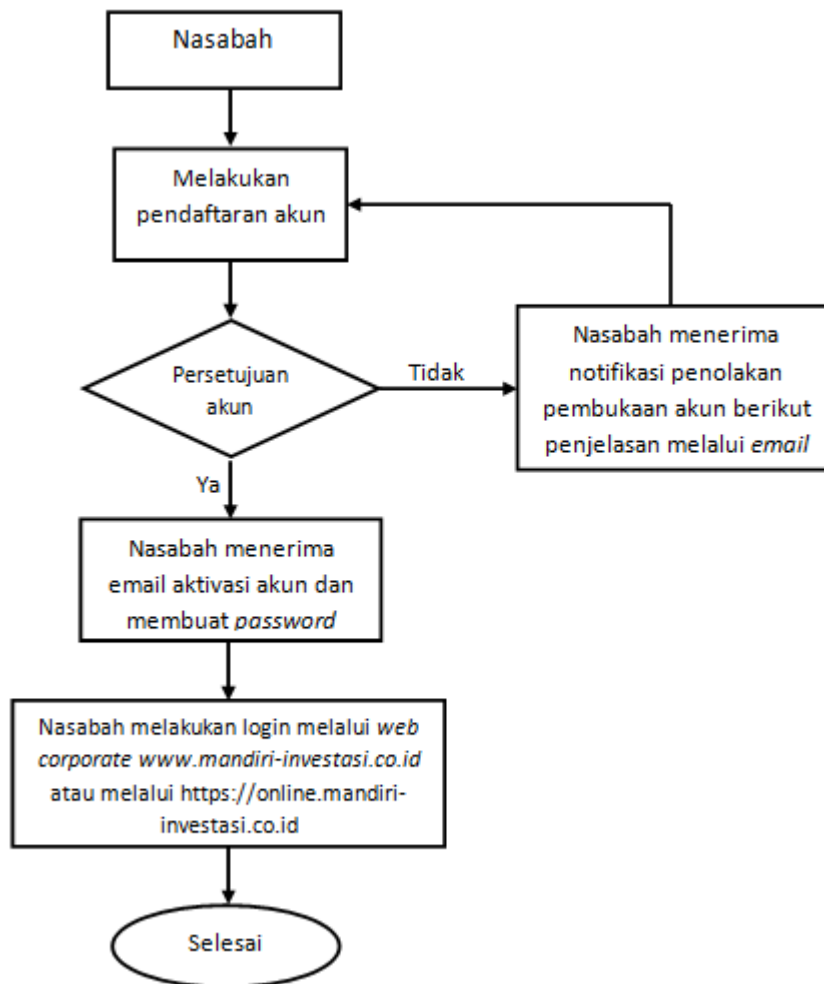 Nasabah
Melakukan
pendaftaran akun
Persetujuan
akun
Tidak
Nasabah menerima
notifikasi penolakan
pembukaan akun berikut
penjelasan melalui email
Ya
Nasabah menerima
email aktivasi akun dan
membuat password
Nasabah melakukan login melalui web
corporate www.mandiri-investasi.co.id
atau melalui https://online.mandiri-
investasi.co.id
Selesai